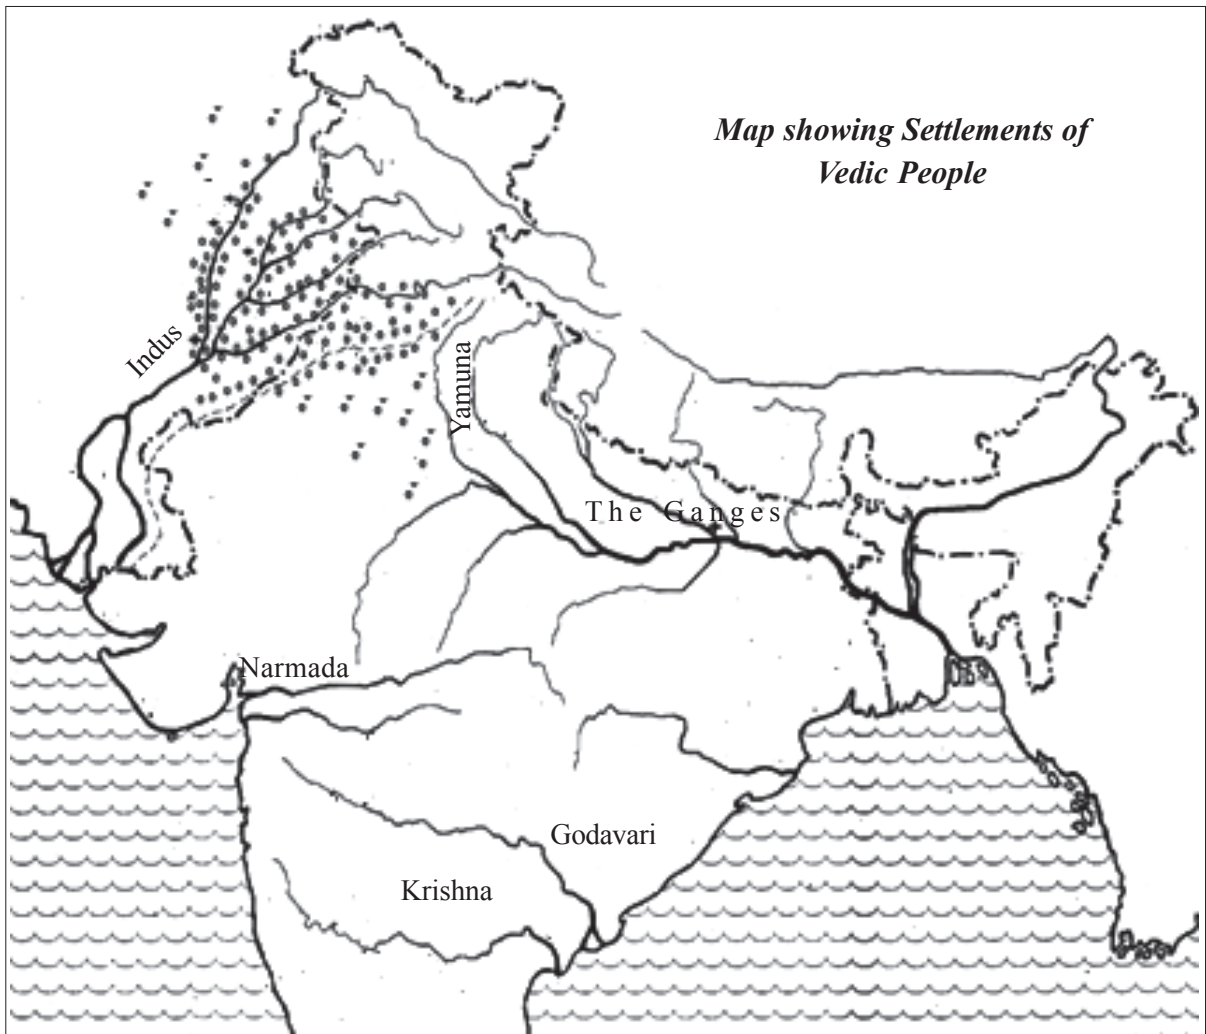 Map showing Settlements of
Vedic People
Indus
Yamuna
The Ganges
Narmada
Godavari
Krishna